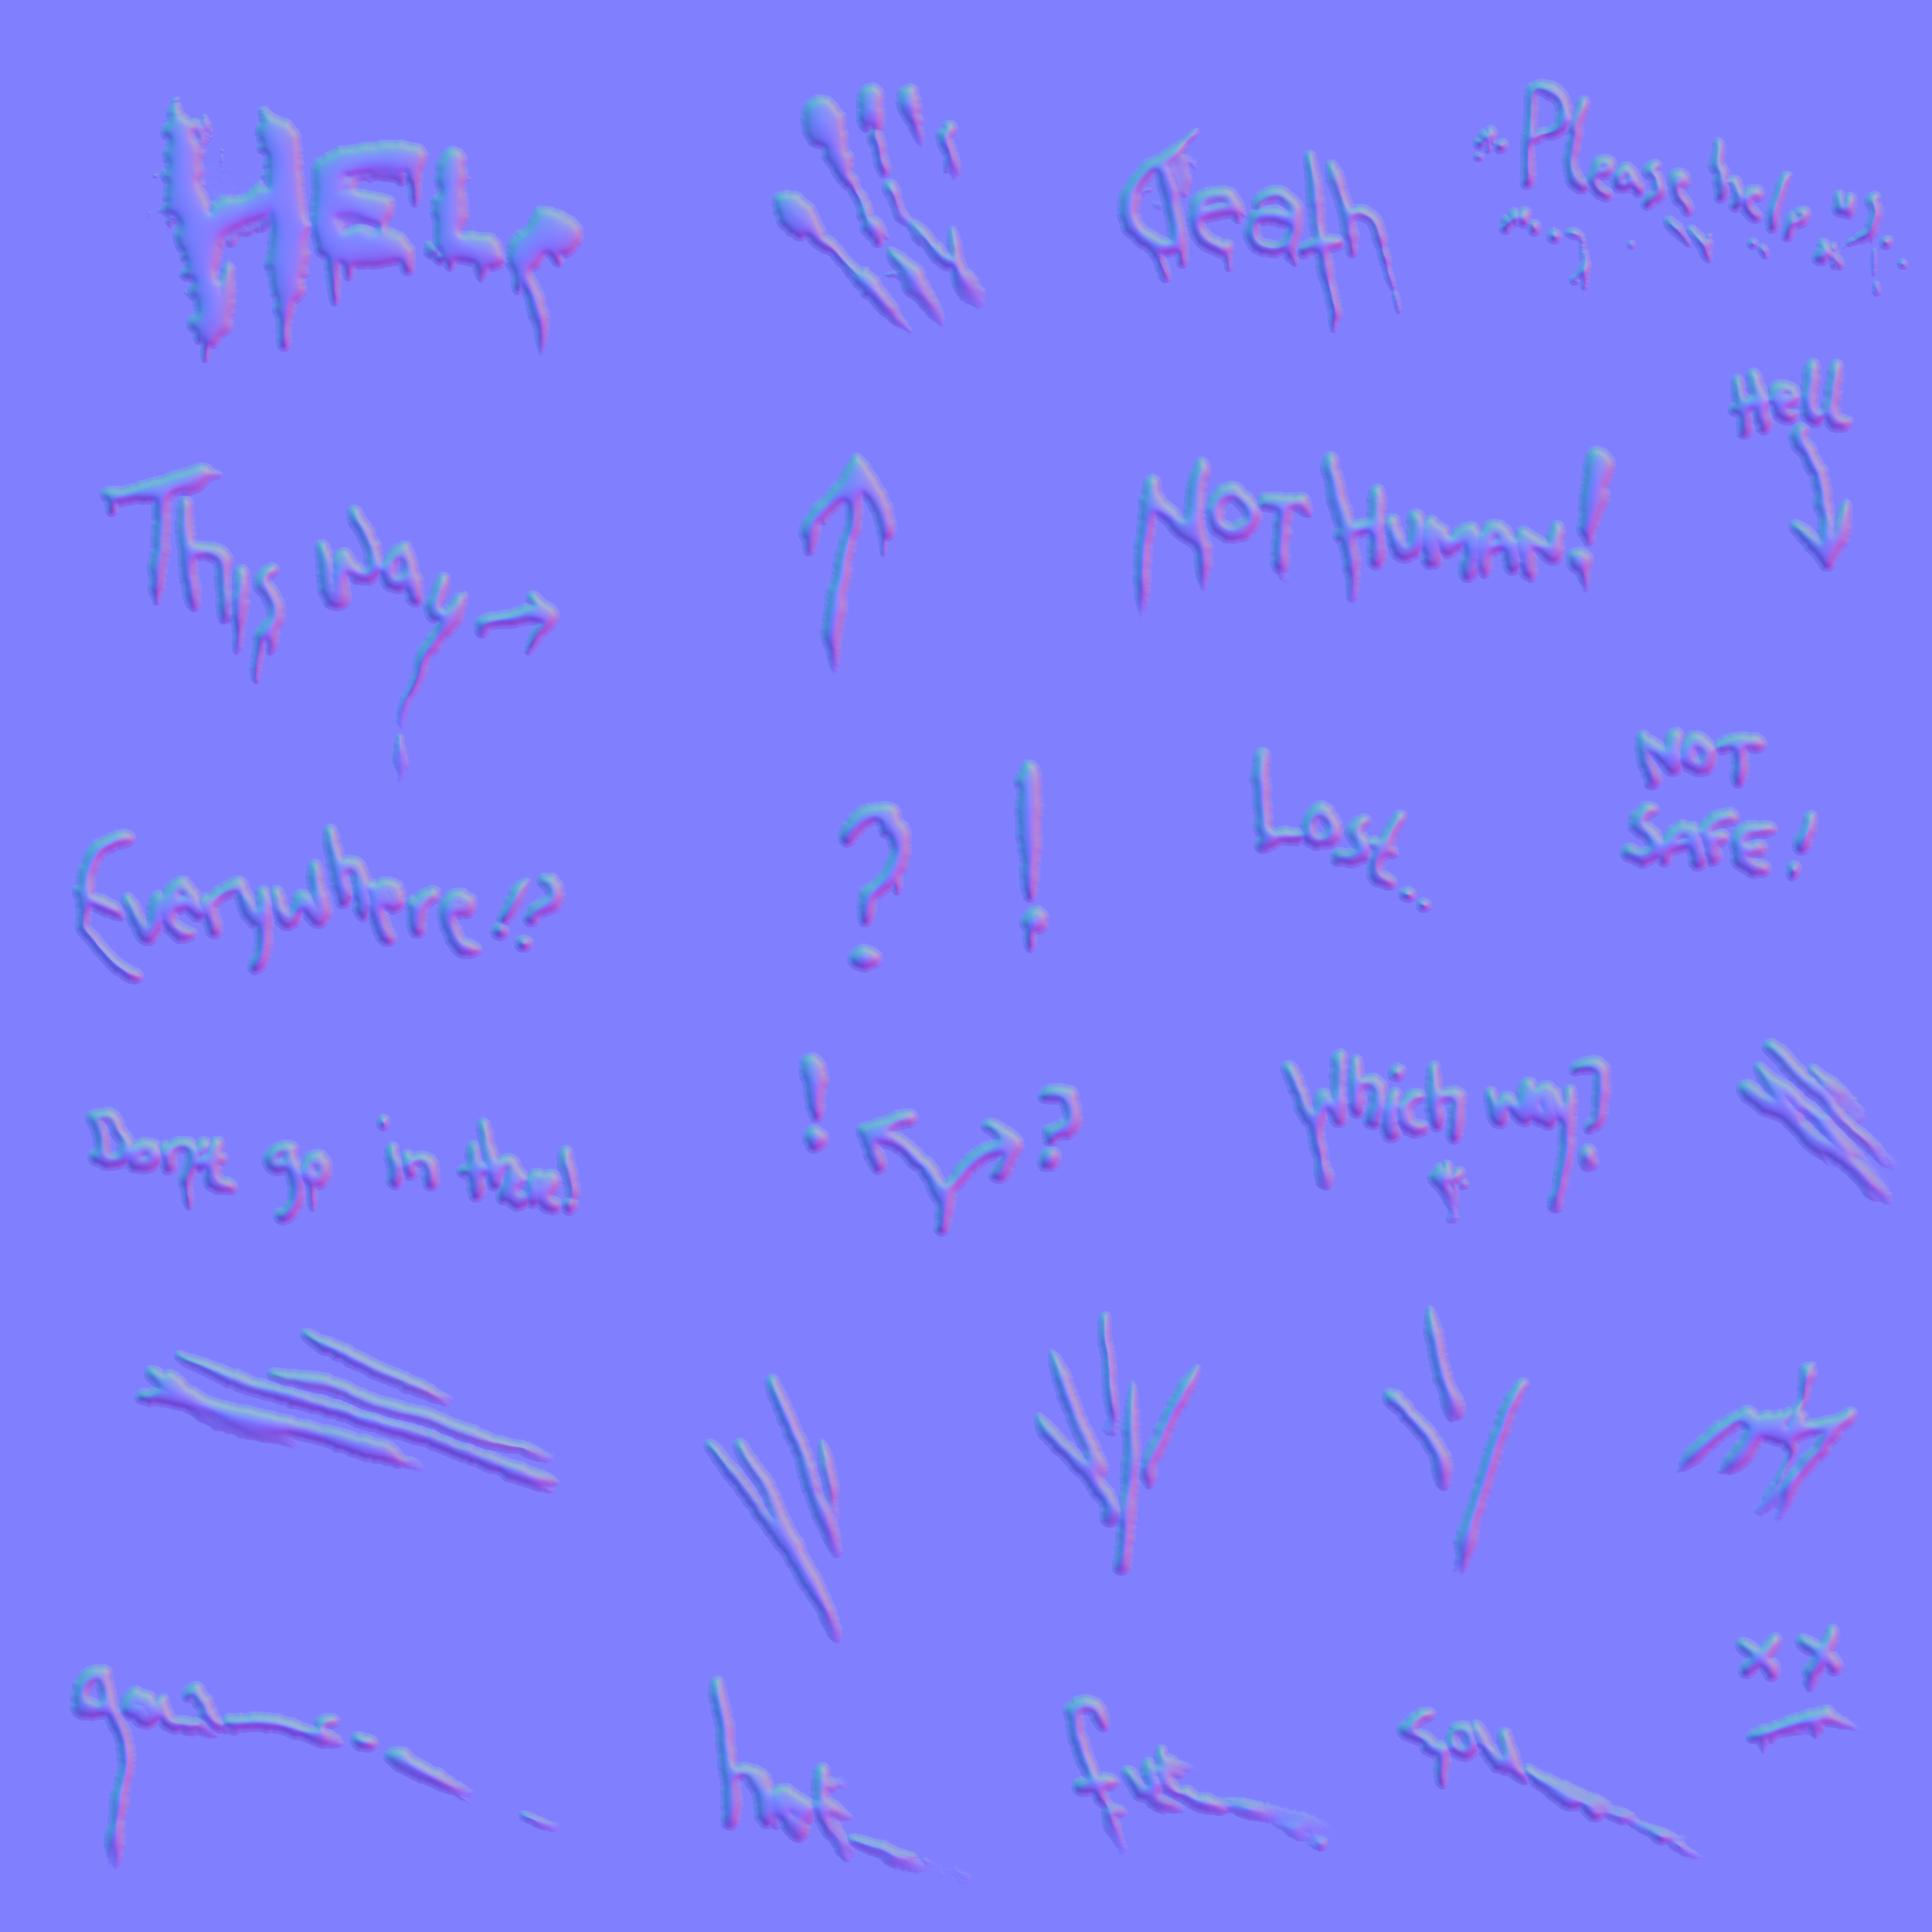 HELP
death
Please help us
Hell
This way
NOT HUMAN!
NOT
SAFE!
Lost..
Everywhere!?
? !
Don't go in there!
! ?
Which way?